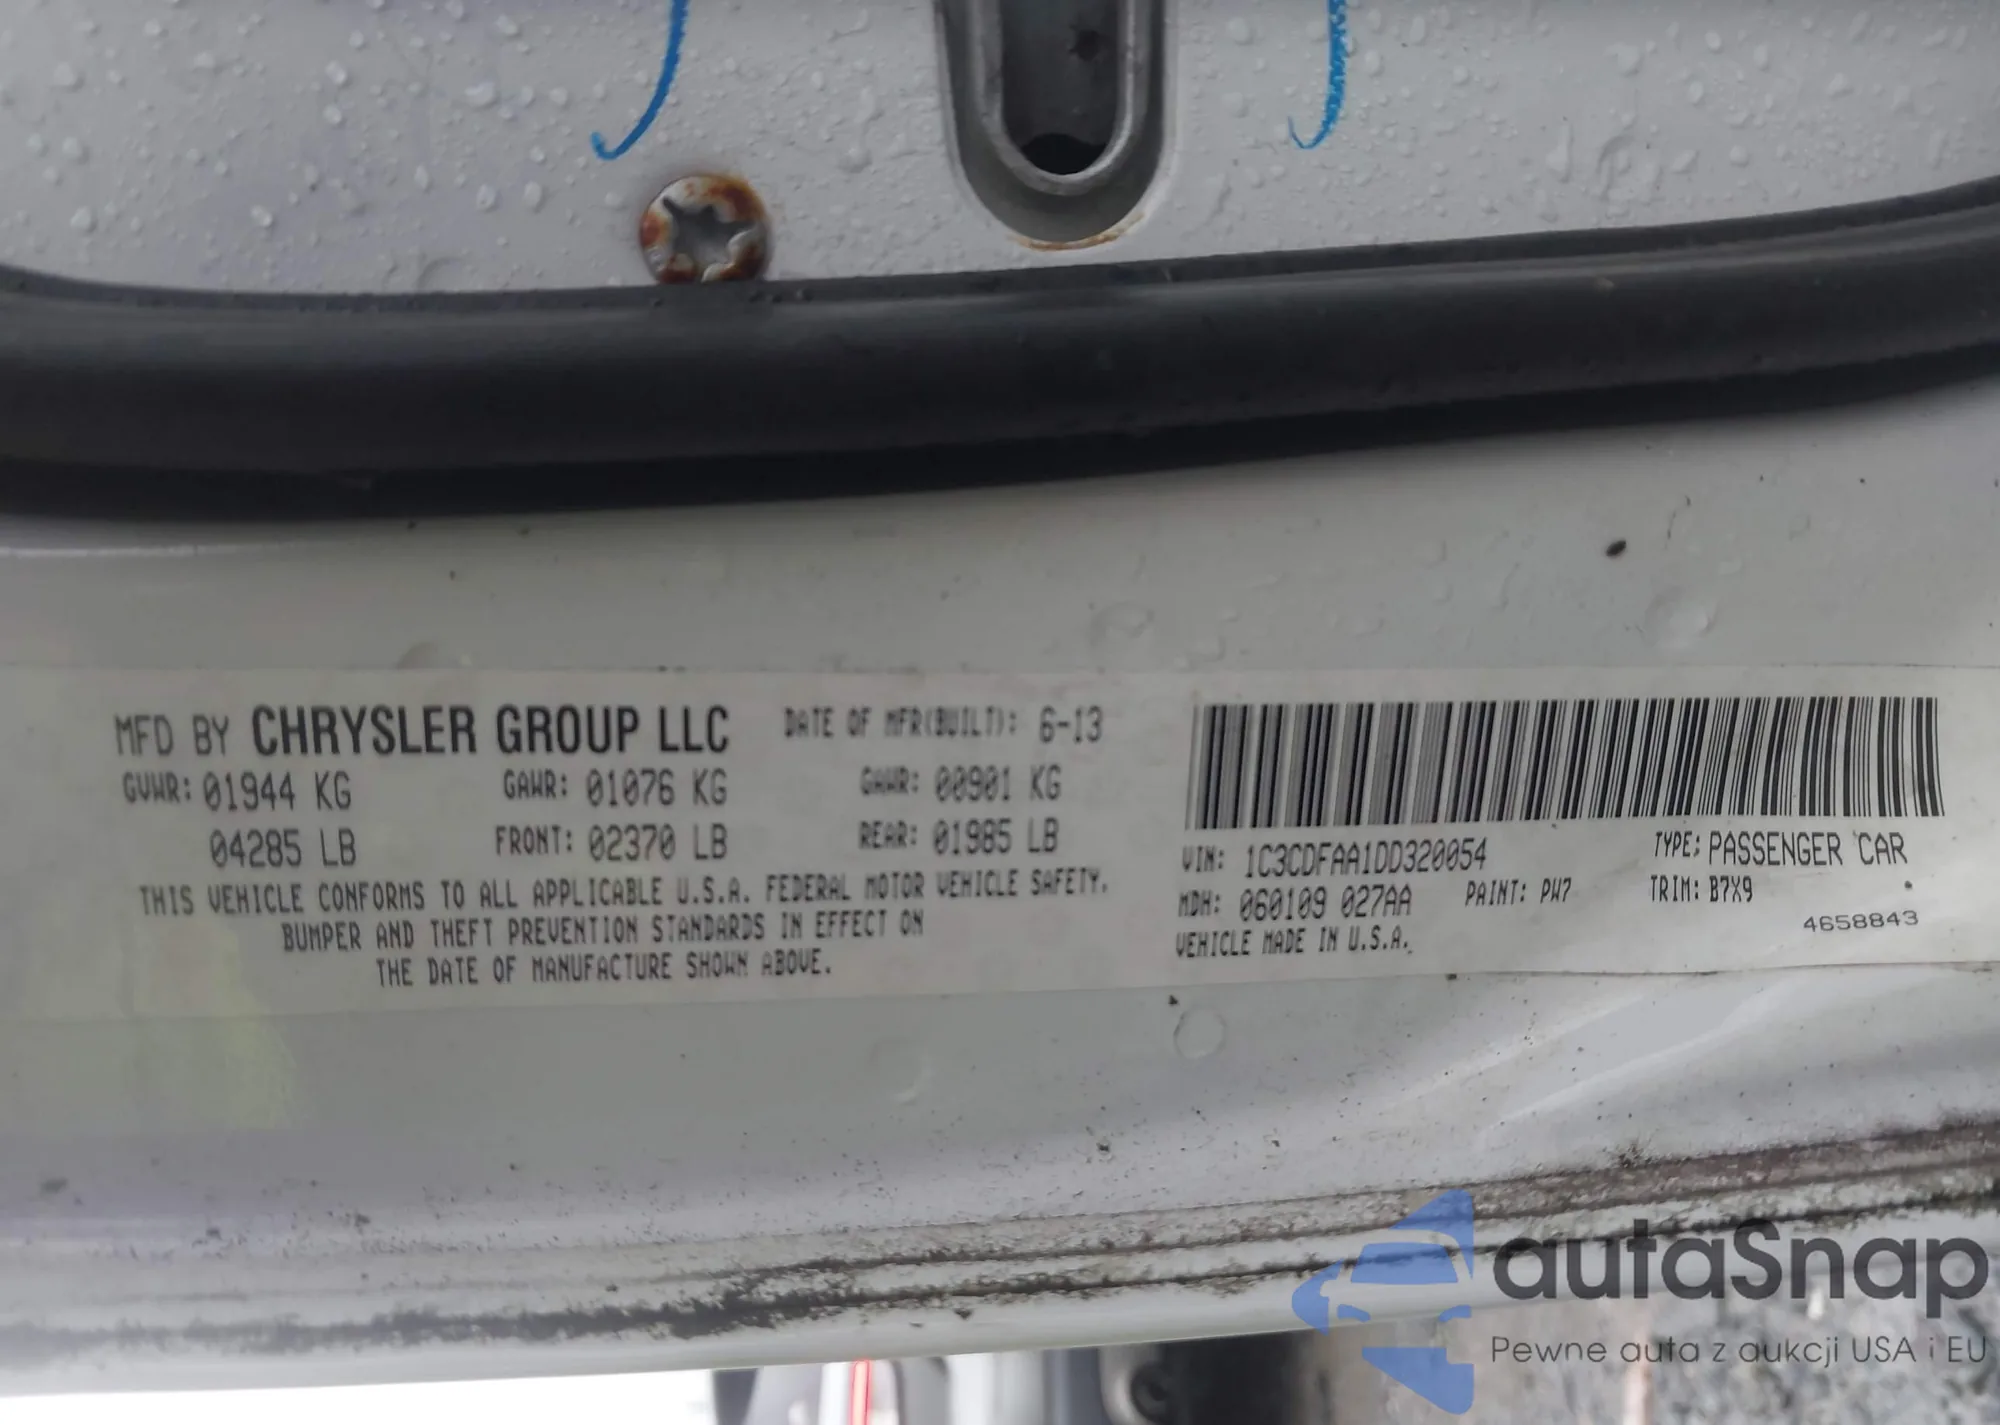 MFD BY CHRYSLER GROUP LLC DATE OF MFR(BUILT): 6-13
GVWR: 01944 KG GAWR: 01076 KG GAWR: 00901 KG
04285 LB FRONT: 02370 LB REAR: 01985 LB
THIS VEHICLE CONFORMS TO ALL APPLICABLE U.S.A. FEDERAL MOTOR VEHICLE SAFETY,
BUMPER AND THEFT PREVENTION STANDARDS IN EFFECT ON
THE DATE OF MANUFACTURE SHOWN ABOVE.
VIN: 1C3CDFAA1DD320054 TYPE: PASSENGER CAR
MDH: 060109 027AA PAINT: PW7 TRIM: B7X9
VEHICLE MADE IN U.S.A. 4658843
autaSnap
Pewne auta z aukcji USA i EU